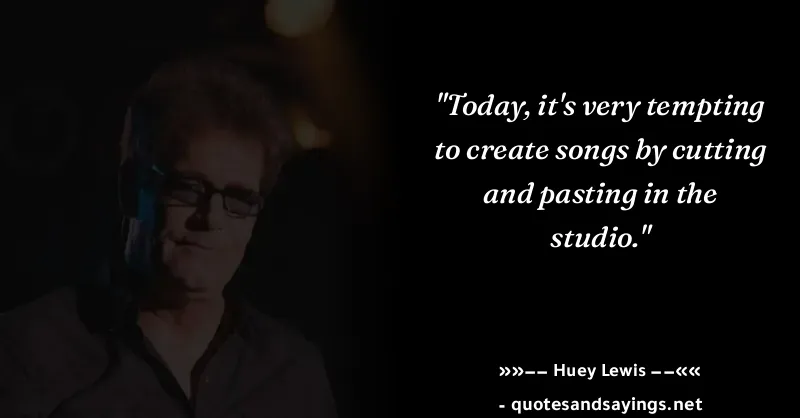 "Today, it's very tempting
to create songs by cutting
and pasting in the
studio."
»»−− Huey Lewis −−««
- quotesandsayings.net